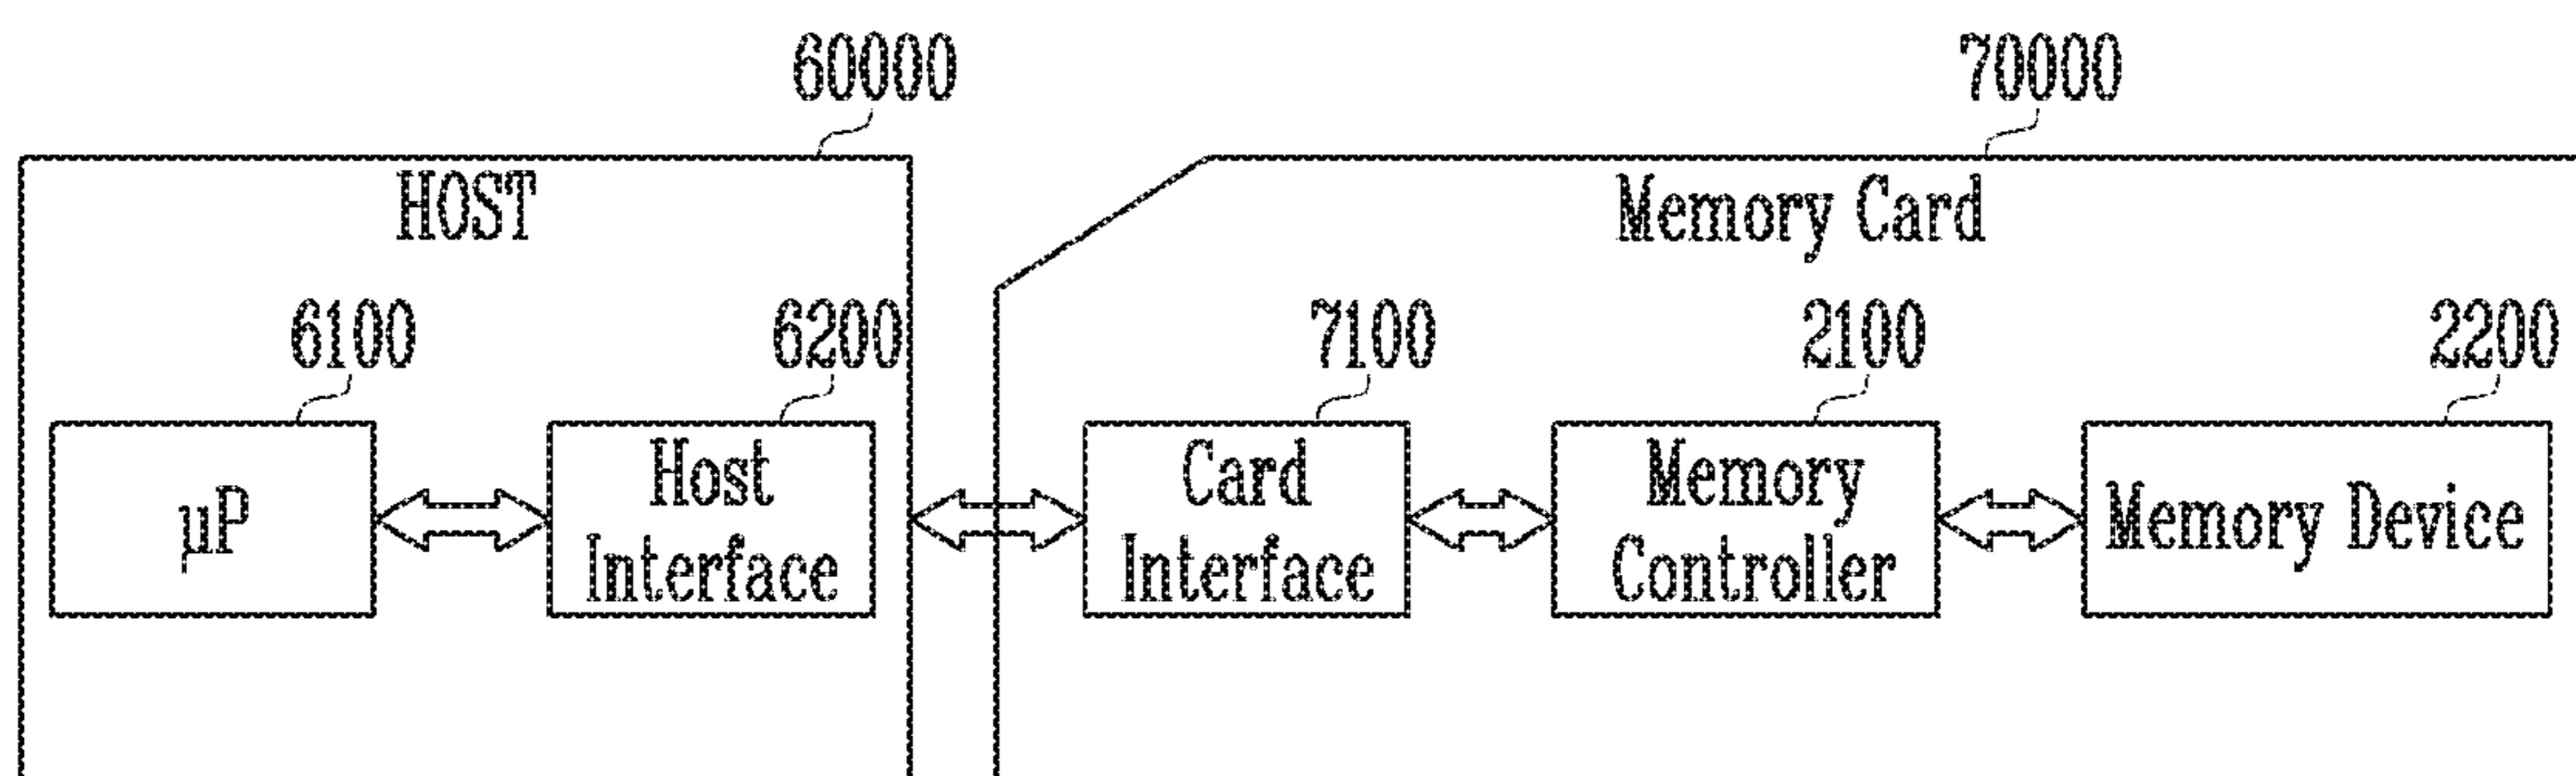 60000
70000
HOST
Memory Card
6100
6200
7100
2100
2200
µP
Host
Interface
Card
Interface
Memory
Controller
Memory Device